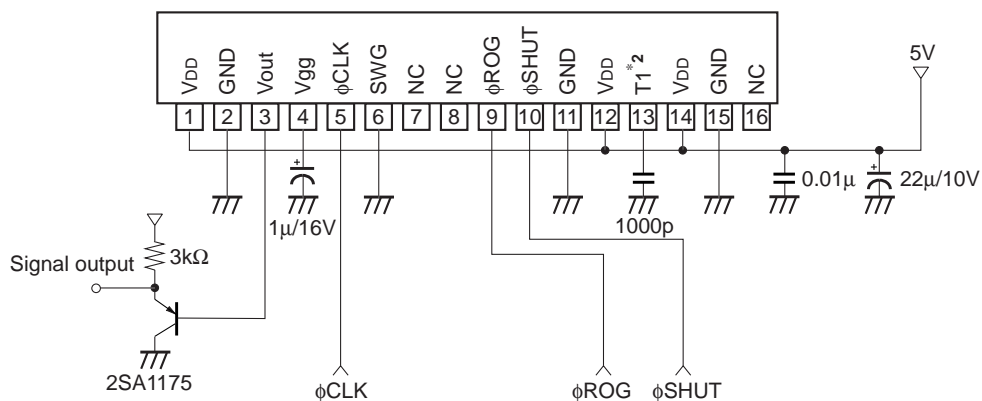 VDD
GND
Vout
Vgg
ϕCLK
SWG
NC
NC
ϕROG
ϕSHUT
GND
VDD
T1*2
VDD
GND
NC
5V
1
2
3
4
5
6
7
8
9
10
11
12
13
14
15
16
+
1µ/16V
1000p
0.01µ
+
22µ/10V
3kΩ
Signal output
2SA1175
ϕCLK
ϕROG
ϕSHUT